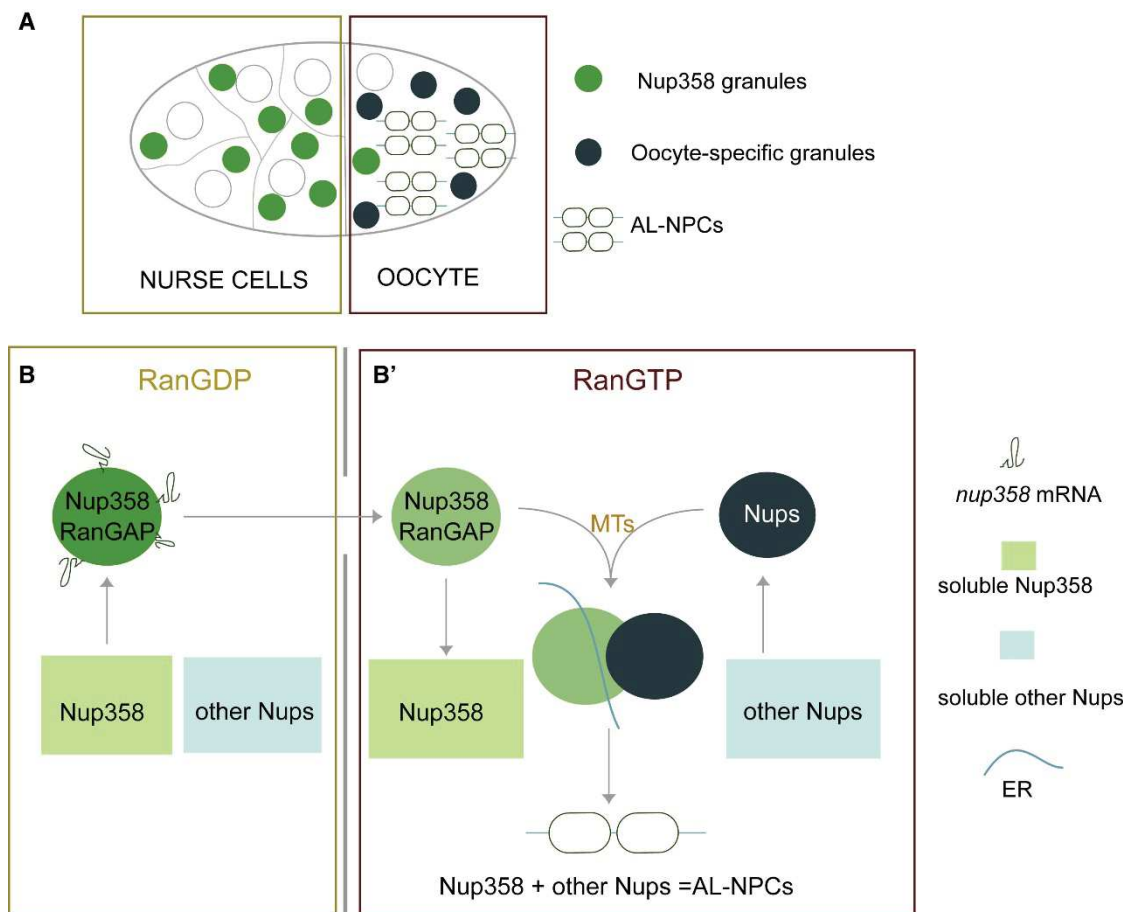 A
Nup358 granules
Oocyte-specific granules
AL-NPCs
NURSE CELLS
OOCYTE
B
RanGDP
B'
RanGTP
Nup358
RanGAP
Nup358
RanGAP
MTs
Nups
Nup358
other Nups
Nup358
other Nups
Nup358 + other Nups =AL-NPCs
nup358 mRNA
soluble Nup358
soluble other Nups
ER